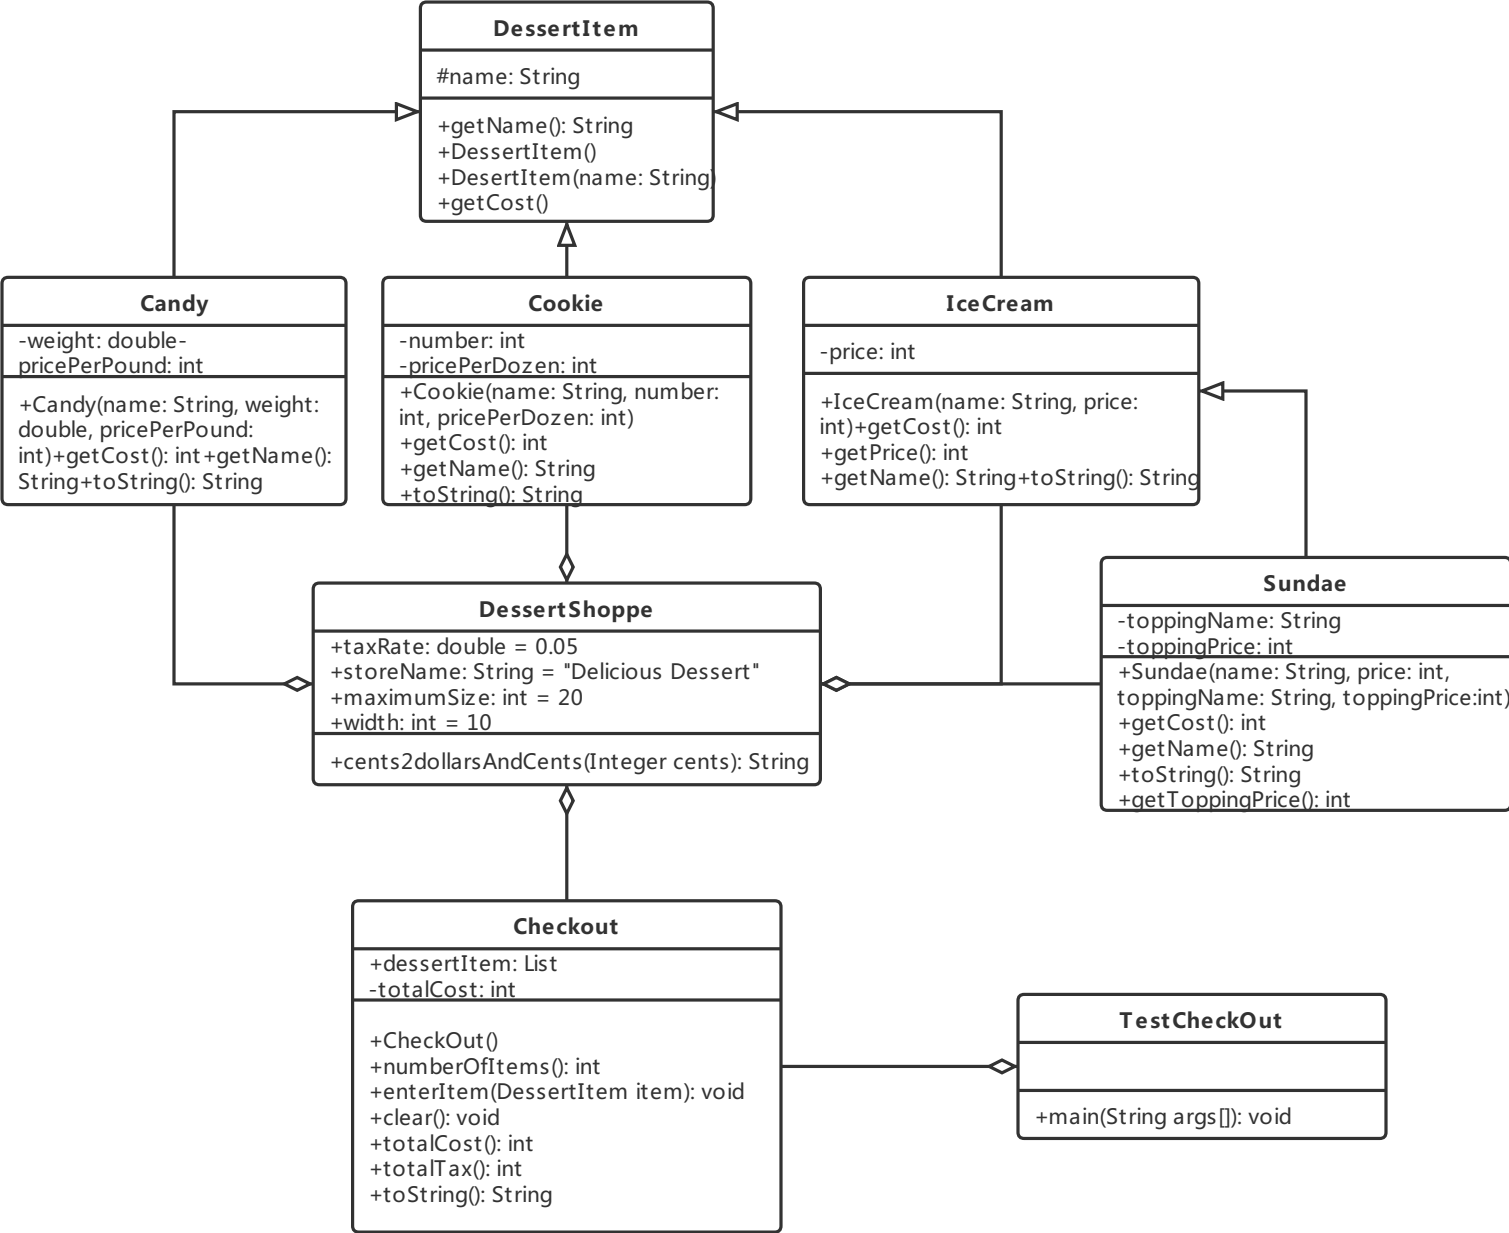 DessertItem
#name: String
+getName(): String
+DessertItem()
+DesertItem(name: String)
+getCost()
Candy
-weight: double-
pricePerPound: int
+Candy(name: String, weight:
double, pricePerPound:
int)+getCost(): int+getName():
String+toString(): String
Cookie
-number: int
-pricePerDozen: int
+Cookie(name: String, number:
int, pricePerDozen: int)
+getCost(): int
+getName(): String
+toString(): String
IceCream
-price: int
+IceCream(name: String, price:
int)+getCost(): int
+getPrice(): int
+getName(): String+toString(): String
Sundae
-toppingName: String
-toppingPrice: int
+Sundae(name: String, price: int,
toppingName: String, toppingPrice:int)
+getCost(): int
+getName(): String
+toString(): String
+getToppingPrice(): int
DessertShoppe
+taxRate: double = 0.05
+storeName: String = "Delicious Dessert"
+maximumSize: int = 20
+width: int = 10
+cents2dollarsAndCents(Integer cents): String
Checkout
+dessertItem: List
-totalCost: int
+CheckOut()
+numberOfItems(): int
+enterItem(DessertItem item): void
+clear(): void
+totalCost(): int
+totalTax(): int
+toString(): String
TestCheckOut
+main(String args[]): void